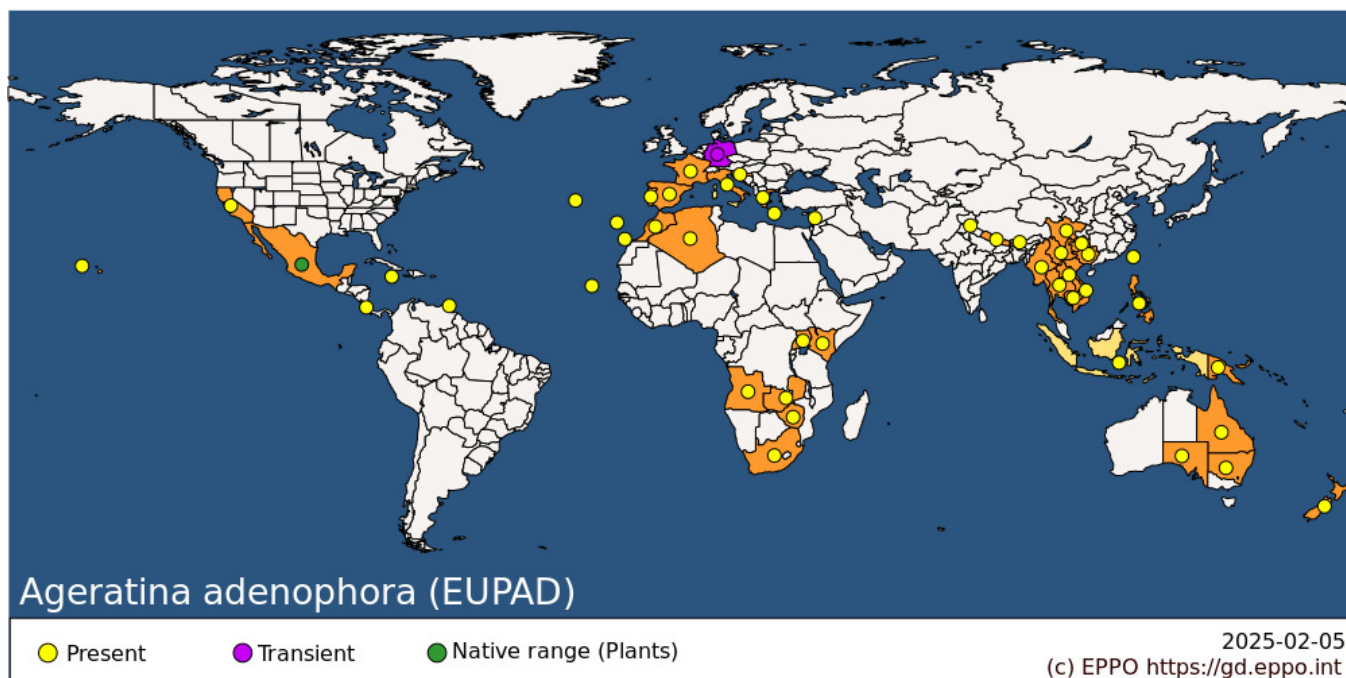 Ageratina adenophora (EUPAD)
Present
Transient
Native range (Plants)
2025-02-05
(c) EPPO https://gd.eppo.int